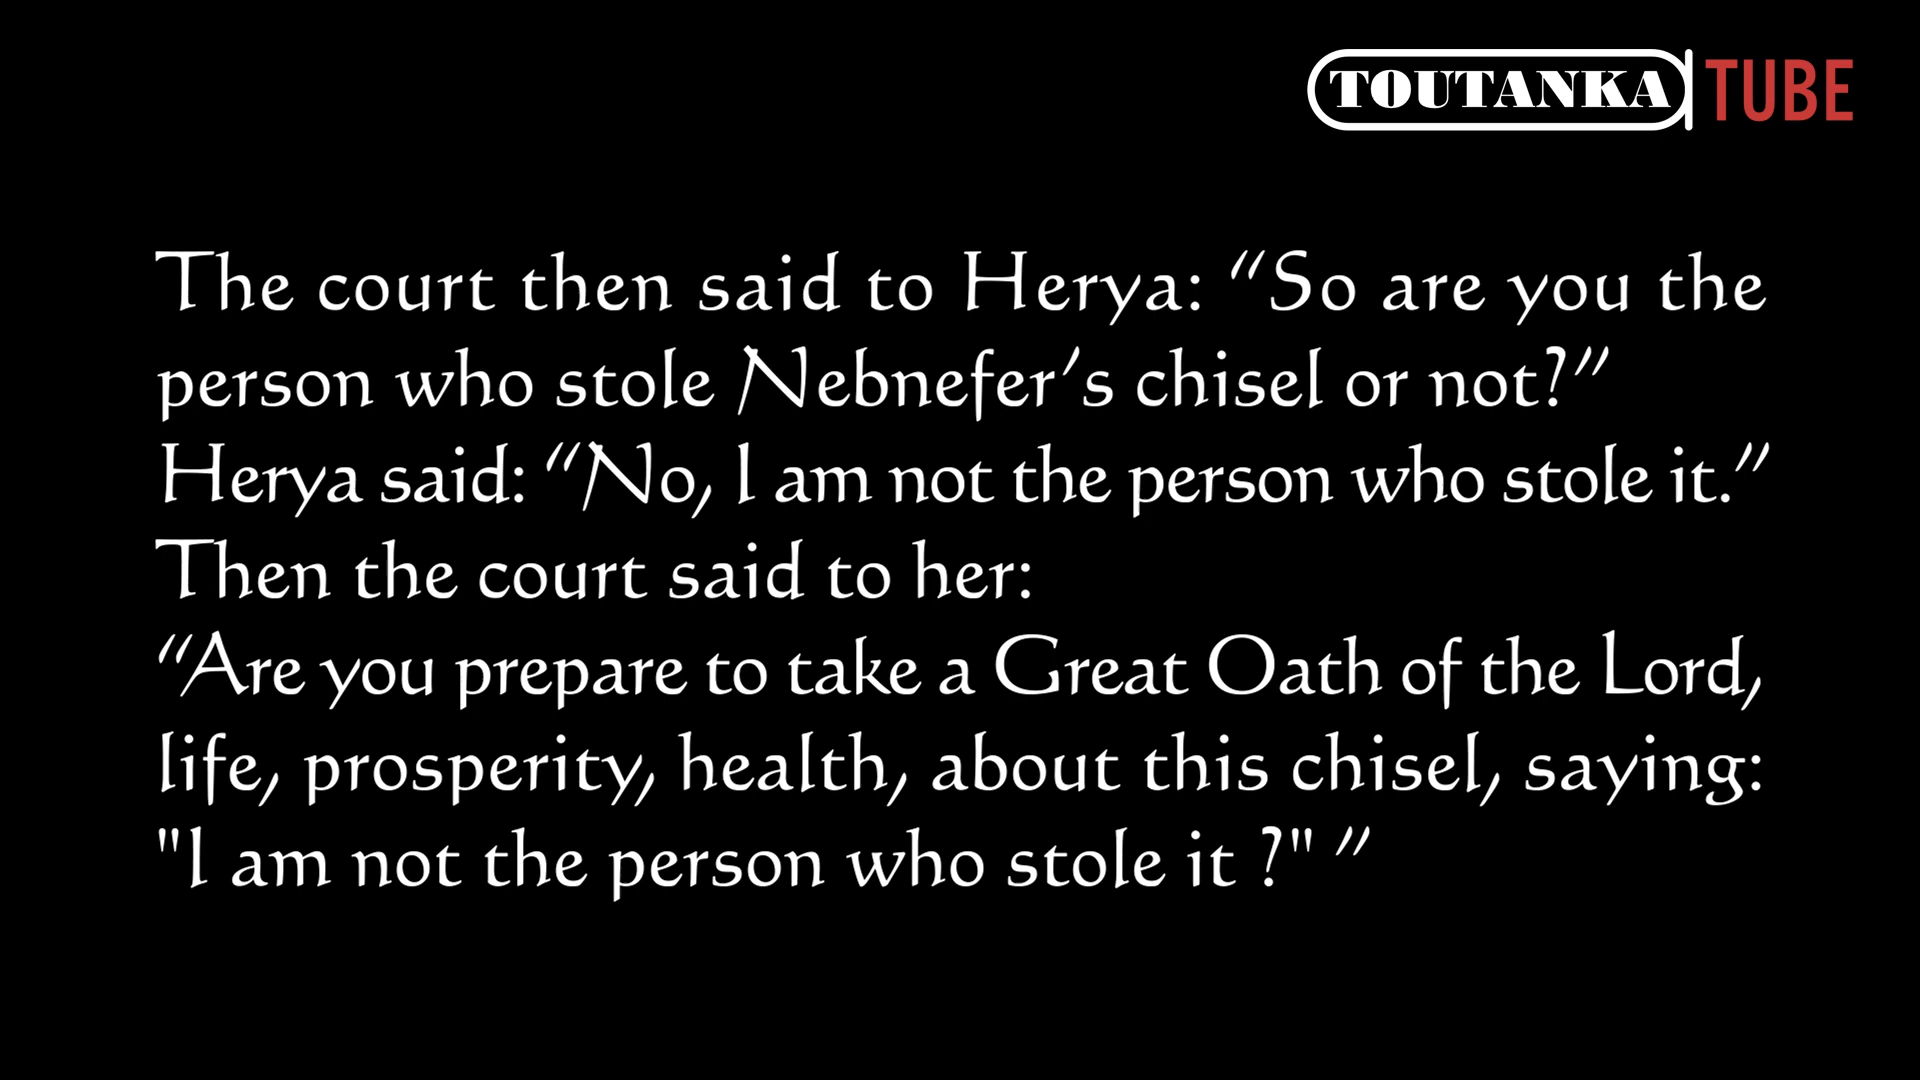 TOUTANKA TUBE
The court then said to Herya: “So are you the
person who stole Nebnefer’s chisel or not?”
Herya said: “No, I am not the person who stole it.”
Then the court said to her:
“Are you prepare to take a Great Oath of the Lord,
life, prosperity, health, about this chisel, saying:
"I am not the person who stole it ?" ”